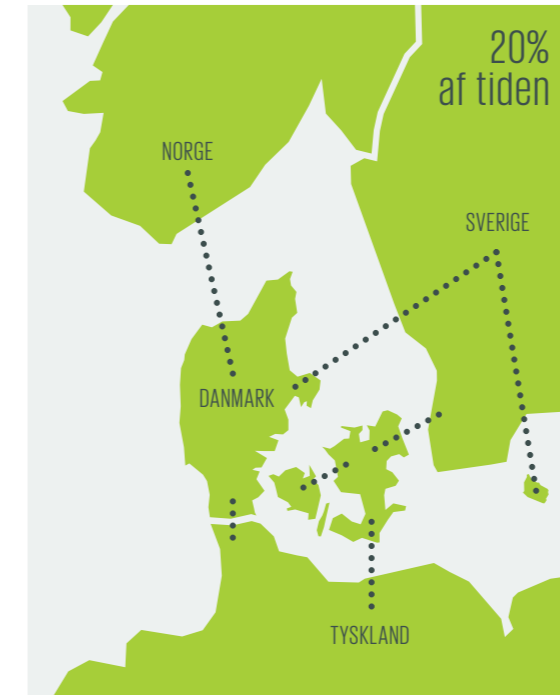 20%
af tiden
NORGE
SVERIGE
DANMARK
TYSKLAND